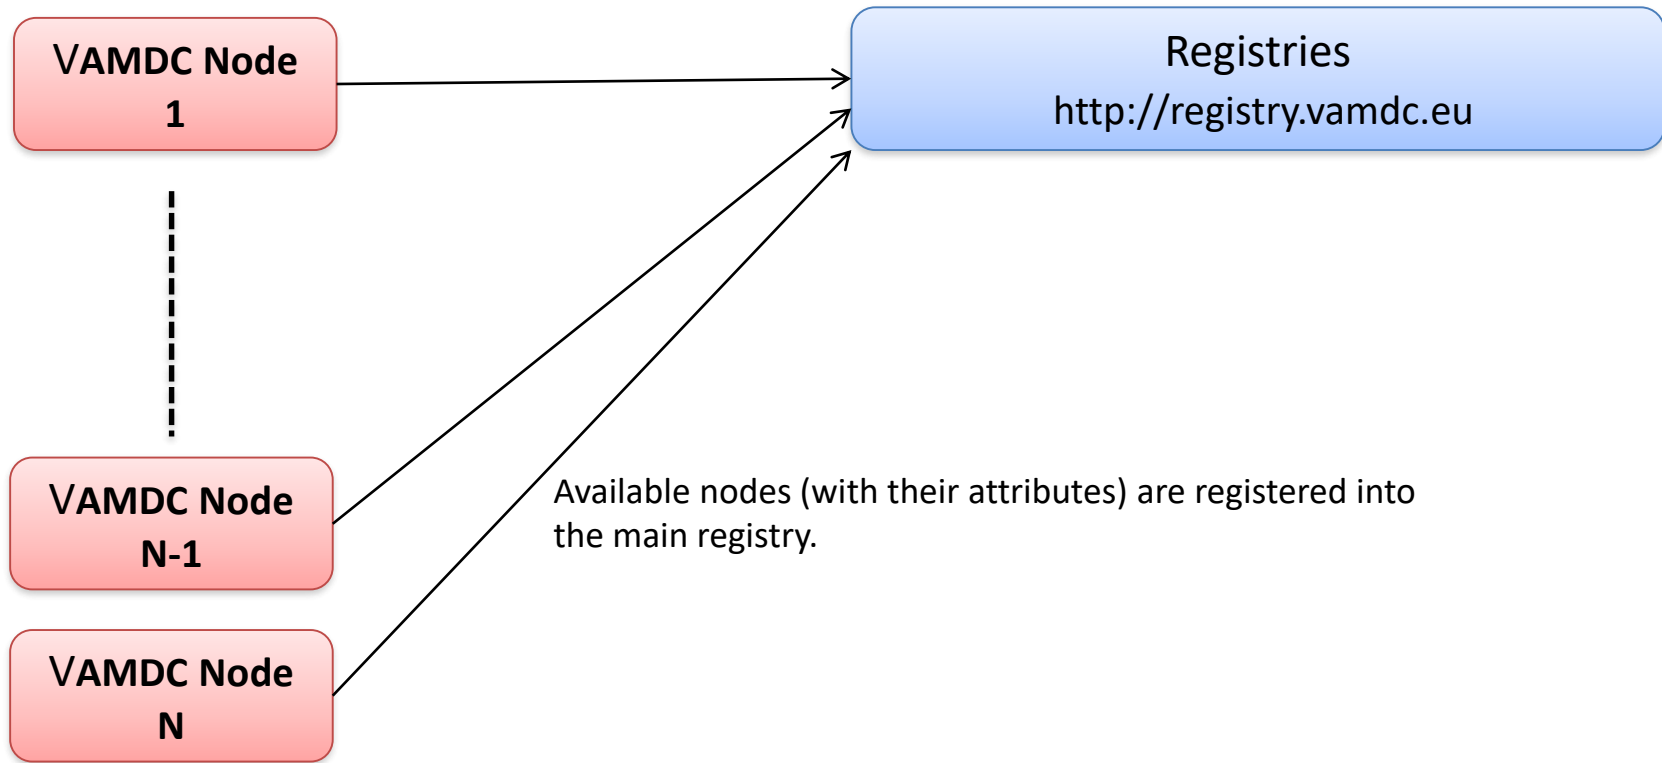 VAMDC Node
1
Registries
http://registry.vamdc.eu
VAMDC Node
N-1
Available nodes (with their attributes) are registered into
the main registry.
VAMDC Node
N